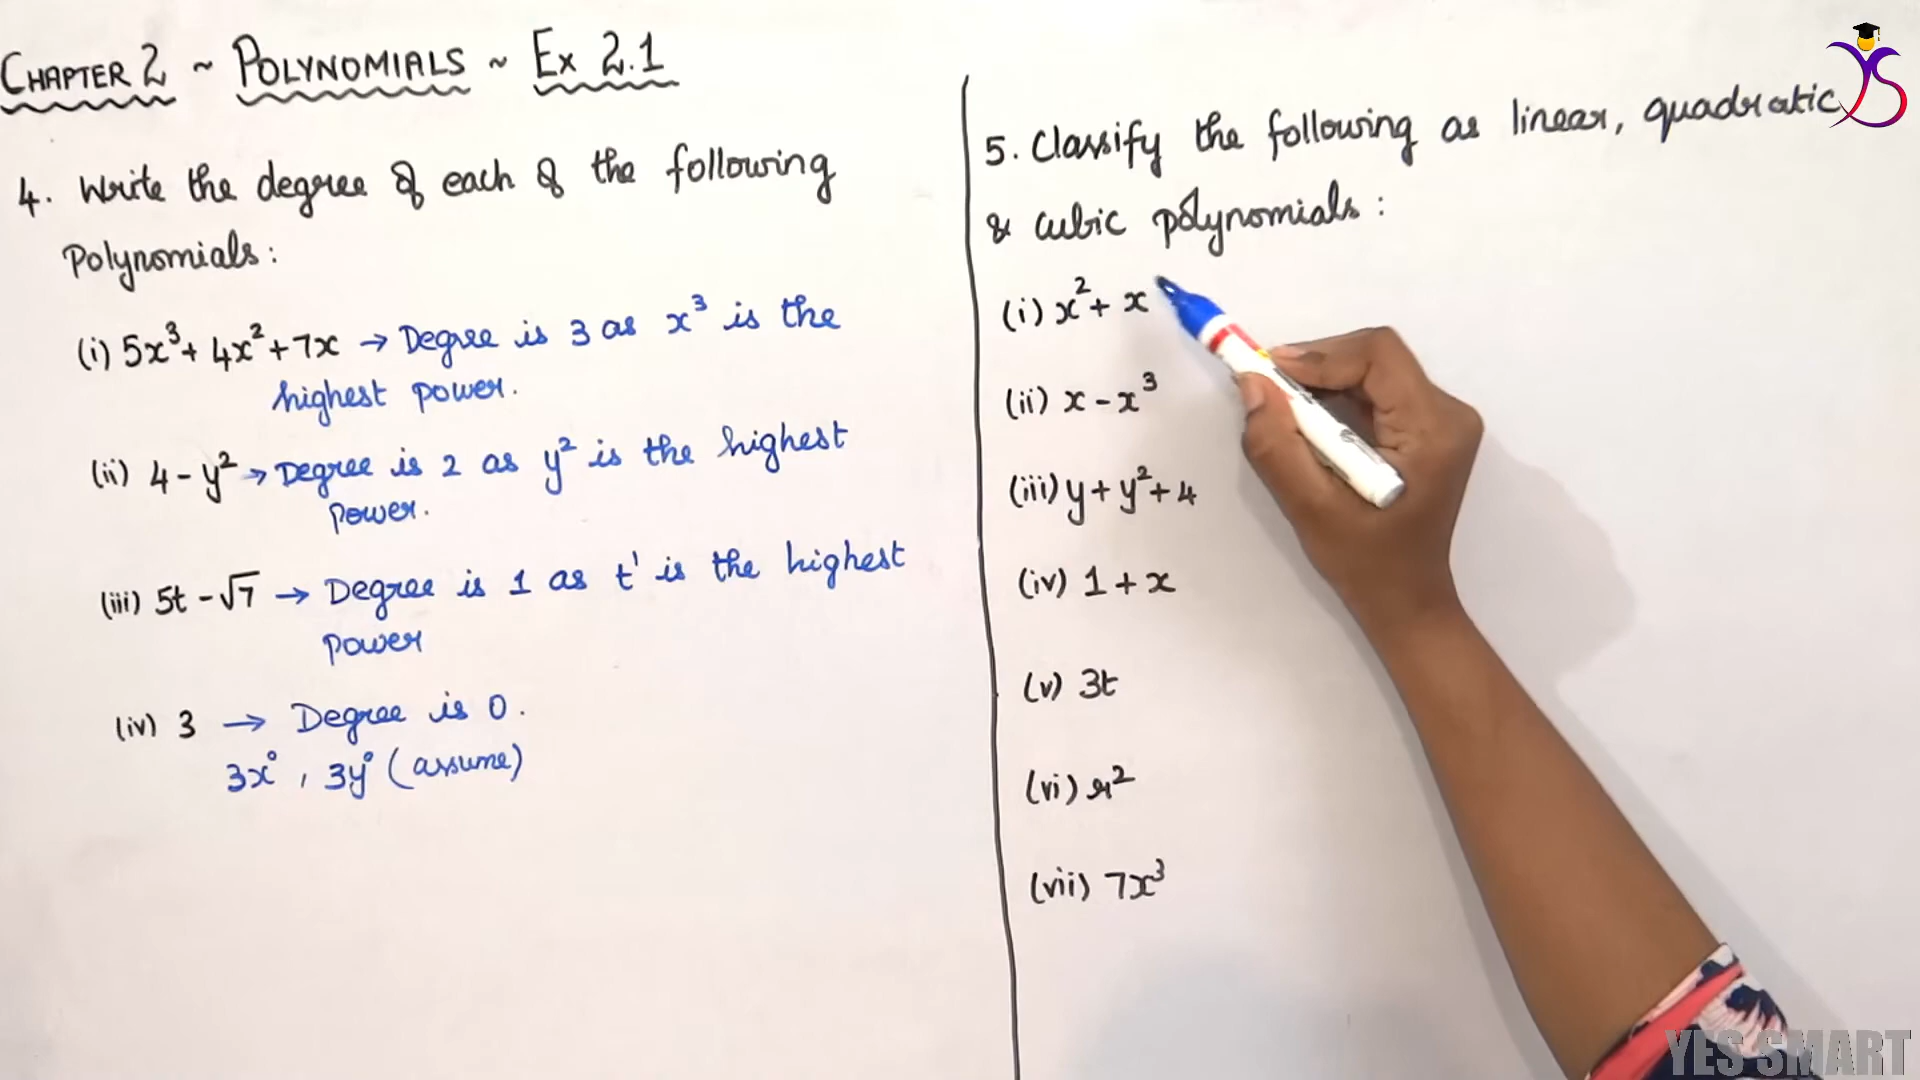 CHAPTER 2 ~ POLYNOMIALS ~ Ex 2.1
4. Write the degree of each of the following
Polynomials:
(i) 5x³+ 4x²+7x → Degree is 3 as x³ is the
highest power.
(ii) 4 - y² → Degree is 2 as y² is the highest
power.
(iii) 5t - √7 → Degree is 1 as t¹ is the highest
power
(iv) 3 → Degree is 0.
3x⁰, 3y⁰ (assume)
5. Classify the following as linear, quadratic
& cubic polynomials:
(i) x²+ x
(ii) x - x³
(iii) y + y² + 4
(iv) 1 + x
(v) 3t
(vi) r²
(vii) 7x³
YS
YES SMART